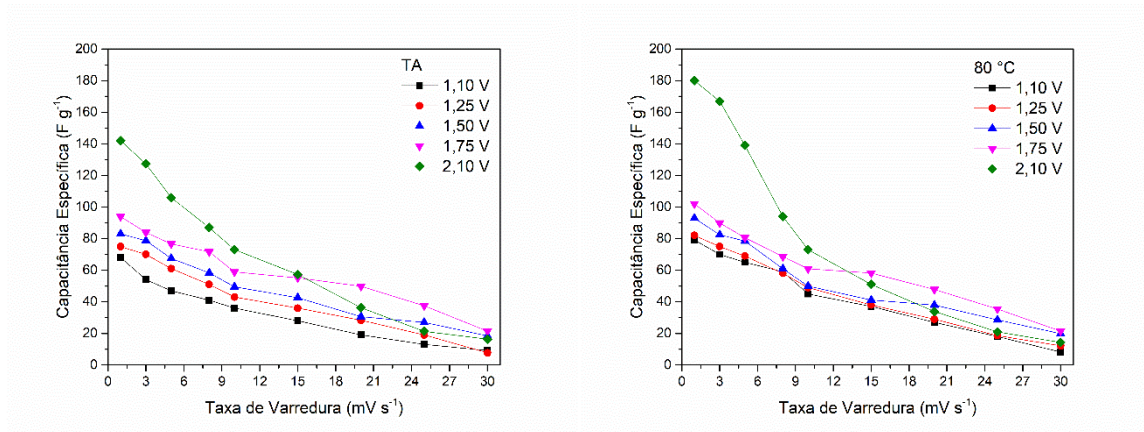 200
180
160
140
120
100
80
60
40
20
0
Capacitância Específica (F g⁻¹)
TA
1,10 V
1,25 V
1,50 V
1,75 V
2,10 V
0 3 6 9 12 15 18 21 24 27 30
Taxa de Varredura (mV s⁻¹)
200
180
160
140
120
100
80
60
40
20
0
Capacitância Específica (F g⁻¹)
80 °C
1,10 V
1,25 V
1,50 V
1,75 V
2,10 V
0 3 6 9 12 15 18 21 24 27 30
Taxa de Varredura (mV s⁻¹)